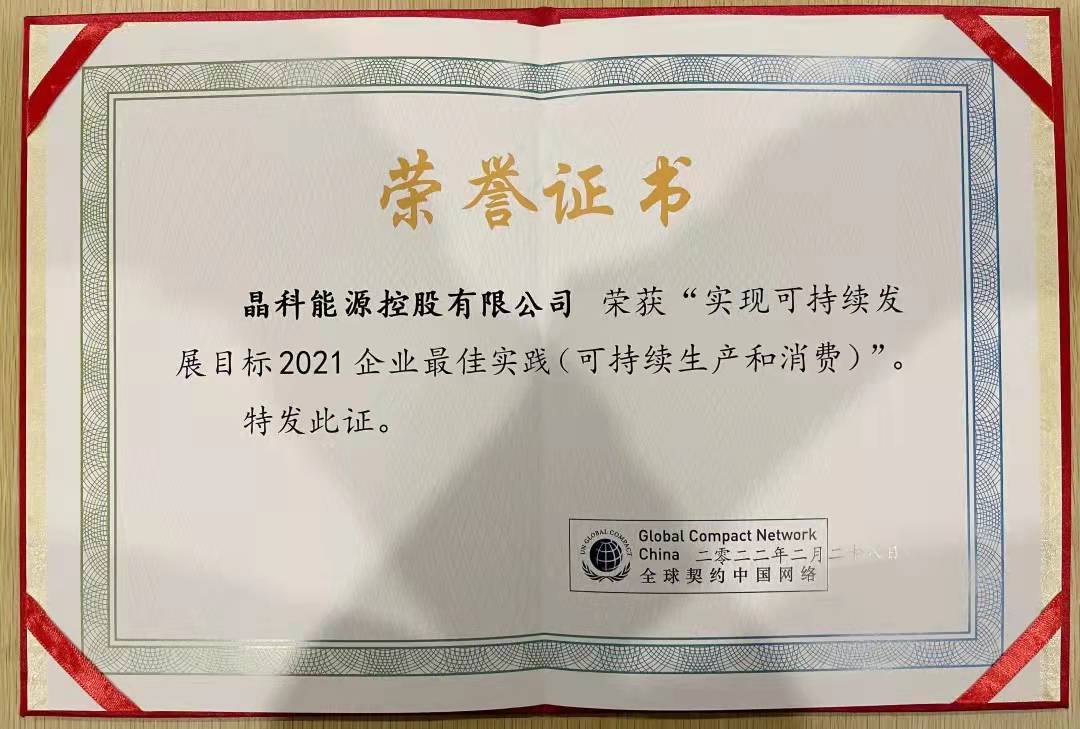 荣誉证书
晶科能源控股有限公司 荣获“实现可持续发
展目标2021企业最佳实践(可持续生产和消费)”。
特发此证。
UN GLOBAL COMPACT
Global Compact Network
China
二零二二年二月二十八日
全球契约中国网络